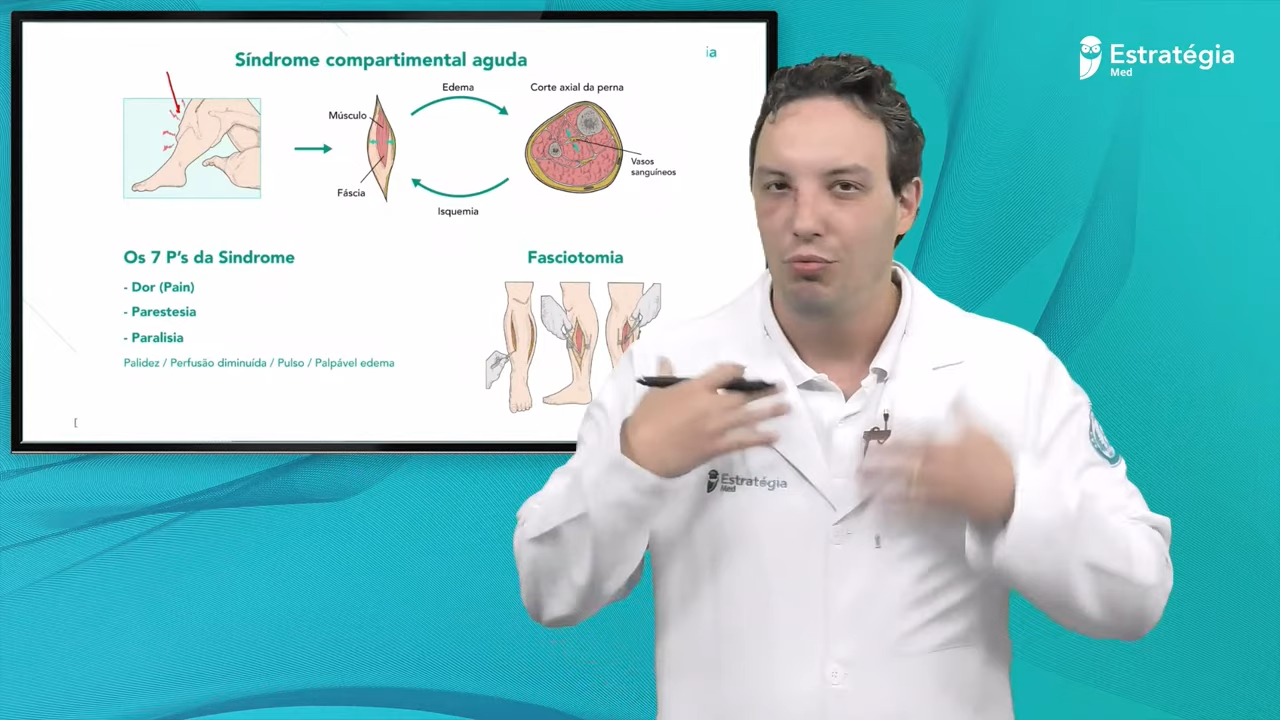 Síndrome compartimental aguda
ia
Músculo
Fáscia
Edema
Isquemia
Corte axial da perna
Vasos
sanguíneos
Os 7 P's da Sindrome
- Dor (Pain)
- Parestesia
- Paralisia
Palidez / Perfusão diminuída / Pulso / Palpável edema
Fasciotomia
[
Estratégia
Med
Estratégia
Med